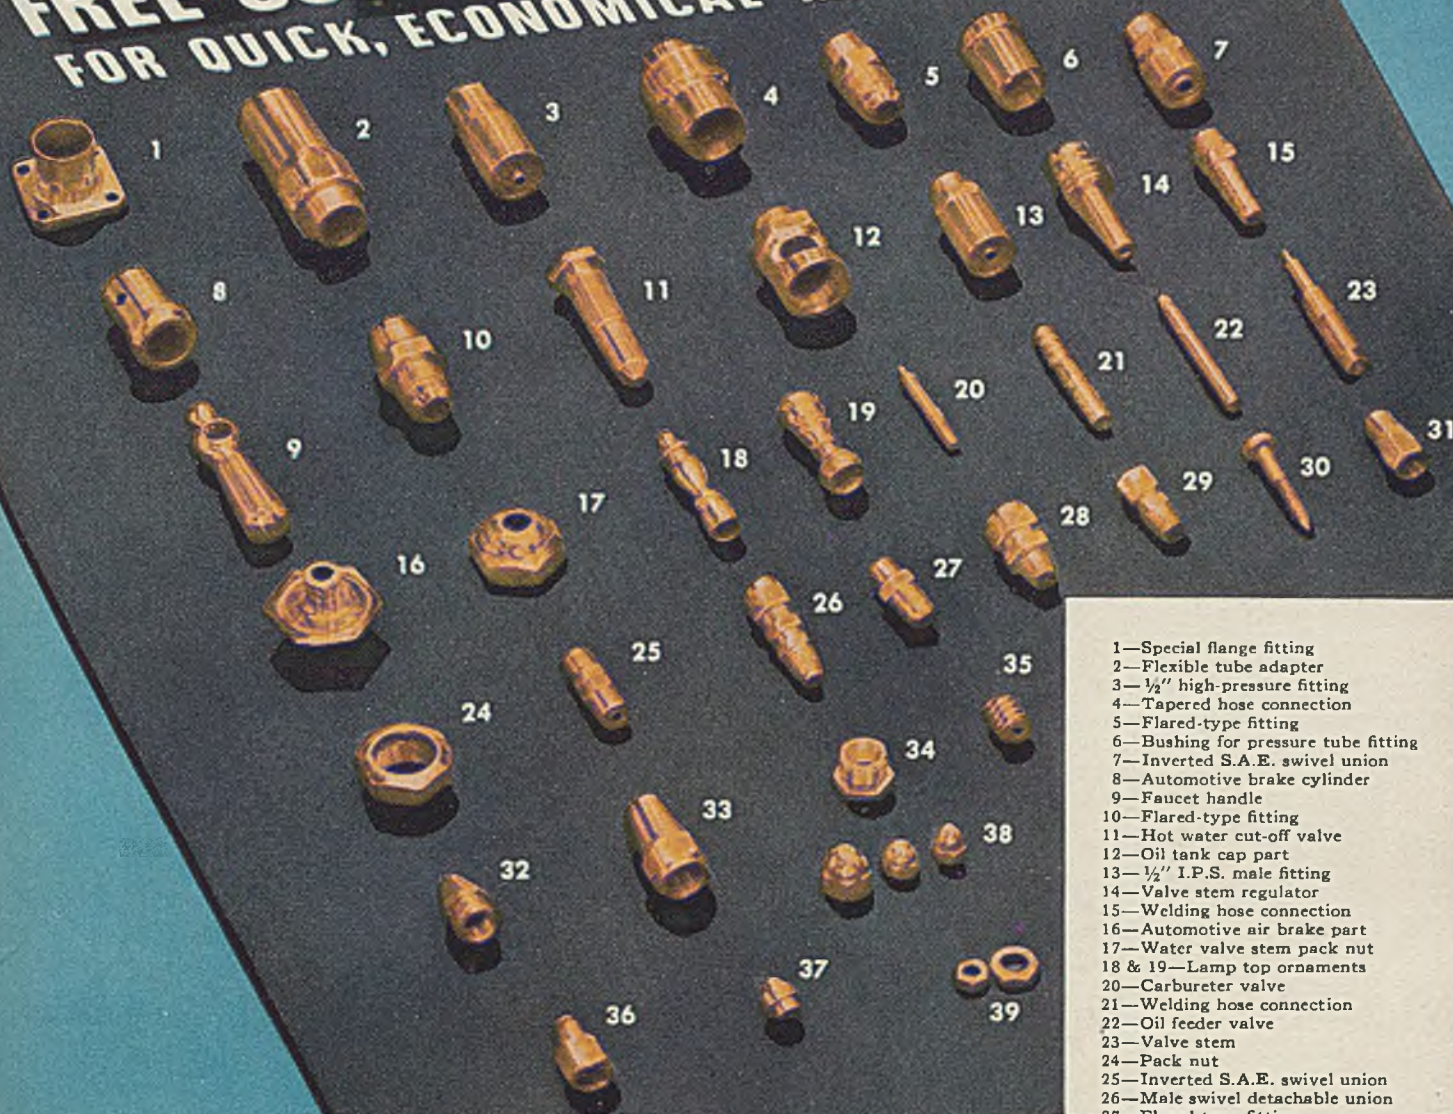 FREE
FOR QUICK, ECONOMICAL
1
2
3
4
5
6
7
8
9
10
11
12
13
14
15
16
17
18
19
20
21
22
23
24
25
26
27
28
29
30
31
32
33
34
35
36
37
38
39
1—Special flange fitting
2—Flexible tube adapter
3—½" high-pressure fitting
4—Tapered hose connection
5—Flared-type fitting
6—Bushing for pressure tube fitting
7—Inverted S.A.E. swivel union
8—Automotive brake cylinder
9—Faucet handle
10—Flared-type fitting
11—Hot water cut-off valve
12—Oil tank cap part
13—½" I.P.S. male fitting
14—Valve stem regulator
15—Welding hose connection
16—Automotive air brake part
17—Water valve stem pack nut
18 & 19—Lamp top ornaments
20—Carbureter valve
21—Welding hose connection
22—Oil feeder valve
23—Valve stem
24—Pack nut
25—Inverted S.A.E. swivel union
26—Male swivel detachable union